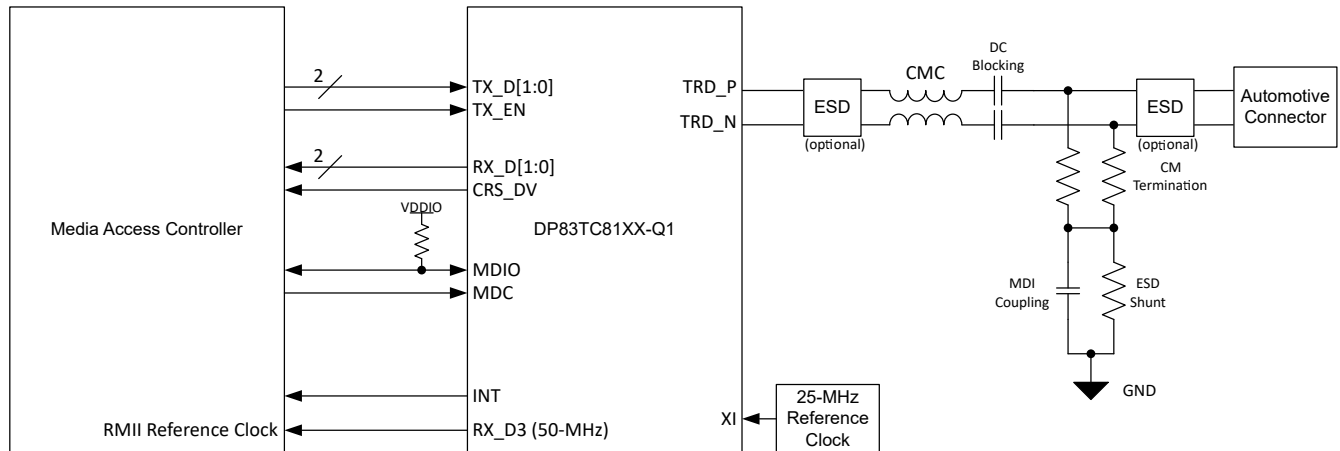 Media Access Controller
RMII Reference Clock
2
2
VDDIO
TX_D[1:0]
TX_EN
RX_D[1:0]
CRS_DV
MDIO
MDC
INT
RX_D3 (50-MHz)
DP83TC81XX-Q1
TRD_P
TRD_N
XI
25-MHz
Reference
Clock
ESD
(optional)
CMC
DC
Blocking
ESD
(optional)
Automotive
Connector
CM
Termination
MDI
Coupling
ESD
Shunt
GND